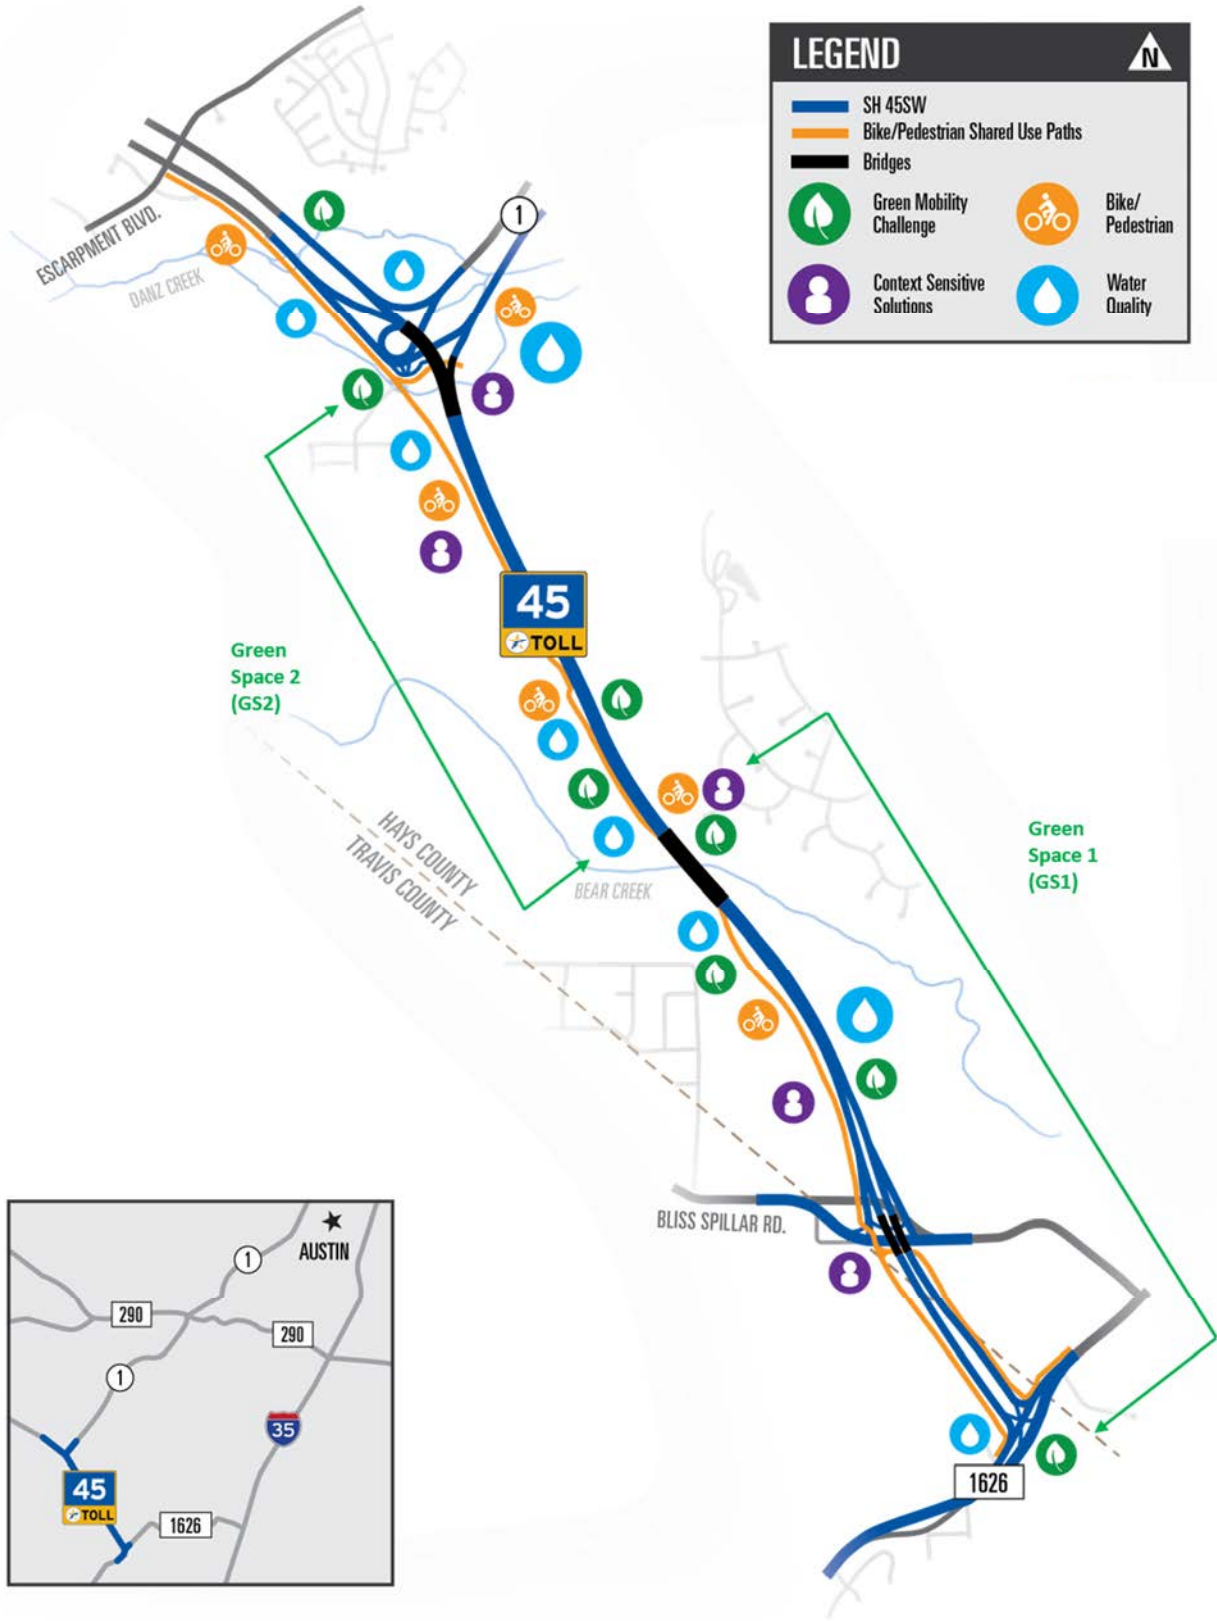 LEGEND
N
SH 45SW
Bike/Pedestrian Shared Use Paths
Bridges
Green Mobility
Challenge
Bike/
Pedestrian
Context Sensitive
Solutions
Water
Quality
1
ESCARPMENT BLVD.
DANZ CREEK
45
TOLL
Green
Space 2
(GS2)
HAYS COUNTY
TRAVIS COUNTY
BEAR CREEK
Green
Space 1
(GS1)
BLISS SPILLAR RD.
1626
AUSTIN
1
290
290
1
35
45
TOLL
1626